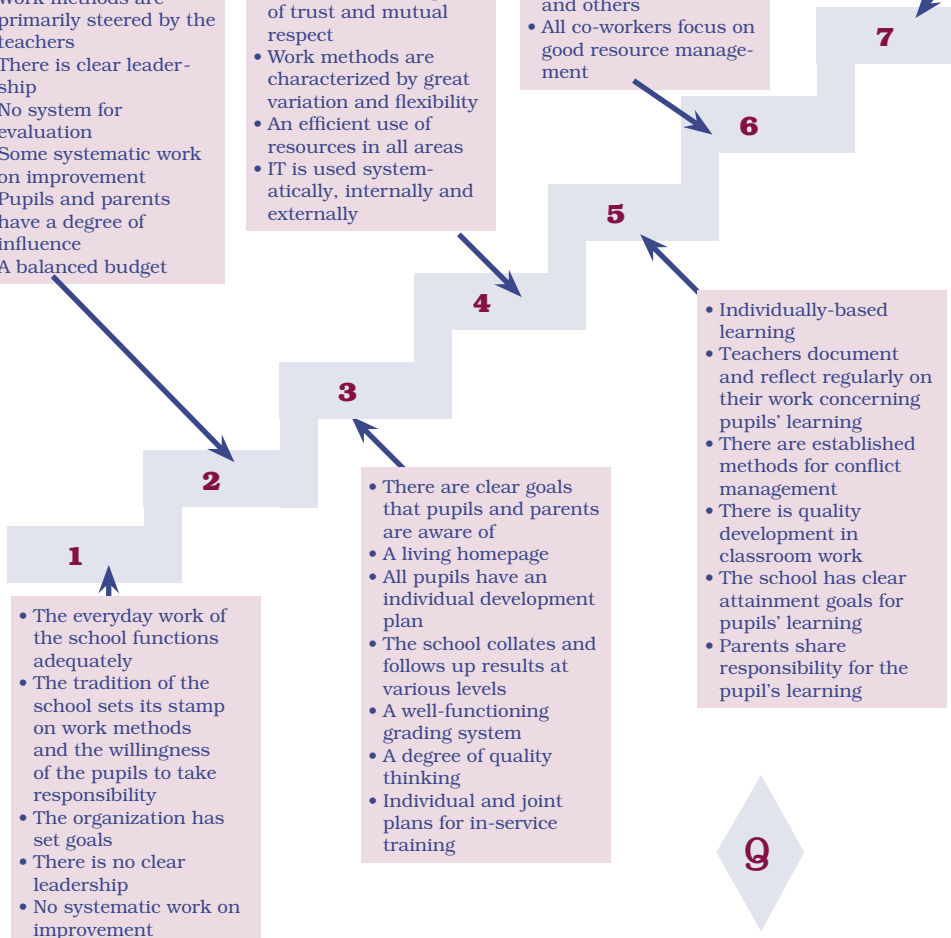 Work methods are
primarily steered by the
teachers
There is clear leader-
ship
No system for
evaluation
Some systematic work
on improvement
Pupils and parents
have a degree of
influence
A balanced budget
of trust and mutual
respect
• Work methods are
characterized by great
variation and flexibility
• An efficient use of
resources in all areas
• IT is used system-
atically, internally and
externally
and others
• All co-workers focus on
good resource manage-
ment
7
6
5
4
3
2
1
• Individually-based
learning
• Teachers document
and reflect regularly on
their work concerning
pupils’ learning
• There are established
methods for conflict
management
• There is quality
development in
classroom work
• The school has clear
attainment goals for
pupils’ learning
• Parents share
responsibility for the
pupil’s learning
• There are clear goals
that pupils and parents
are aware of
• A living homepage
• All pupils have an
individual development
plan
• The school collates and
follows up results at
various levels
• A well-functioning
grading system
• A degree of quality
thinking
• Individual and joint
plans for in-service
training
• The everyday work of
the school functions
adequately
• The tradition of the
school sets its stamp
on work methods
and the willingness
of the pupils to take
responsibility
• The organization has
set goals
• There is no clear
leadership
• No systematic work on
improvement